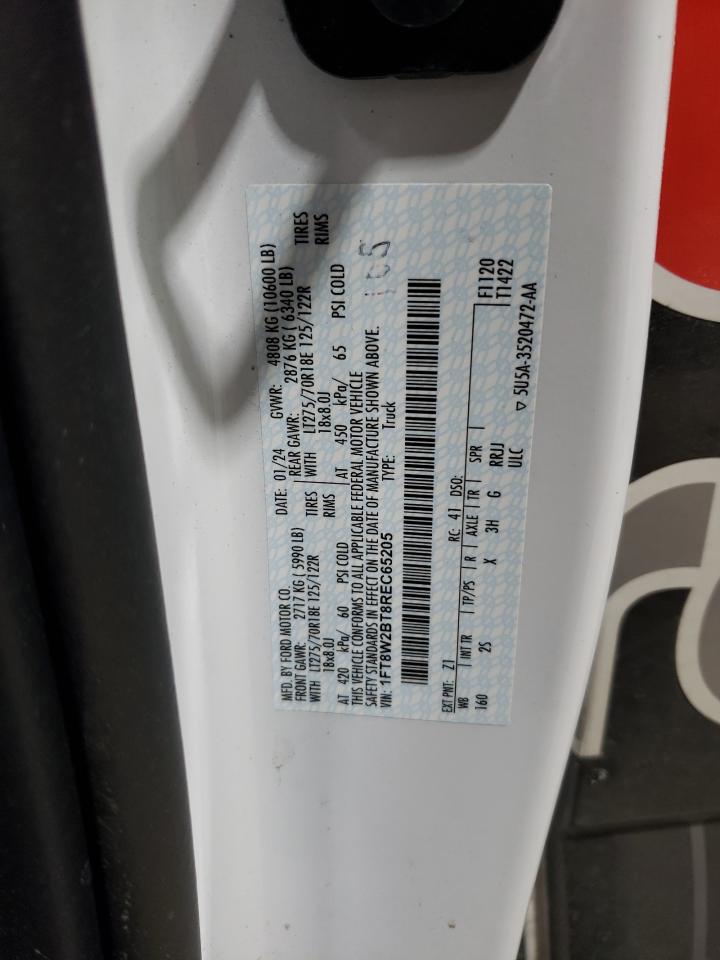 MFD. BY FORD MOTOR CO.
DATE: 01/24 GVWR: 4808 KG (10600 LB)
FRONT GAWR: 2717 KG ( 5990 LB) REAR GAWR: 2876 KG ( 6340 LB)
WITH LT275/70R18E 125/122R TIRES WITH LT275/70R18E 125/122R TIRES
18x8.0J RIMS 18x8.0J RIMS
AT 420 kPa/ 60 PSI COLD AT 450 kPa/ 65 PSI COLD
THIS VEHICLE CONFORMS TO ALL APPLICABLE FEDERAL MOTOR VEHICLE
SAFETY STANDARDS IN EFFECT ON THE DATE OF MANUFACTURE SHOWN ABOVE.
VIN: 1FT8W2BT8REC65205 TYPE: Truck
105
EXT PNT: Z1 RC: 41 DSO: F1120
WB INT TR TP/PS R AXLE TR SPR T1422
160 2S X 3H G RRJJ
ULC ▽ 5U5A-3520472-AA